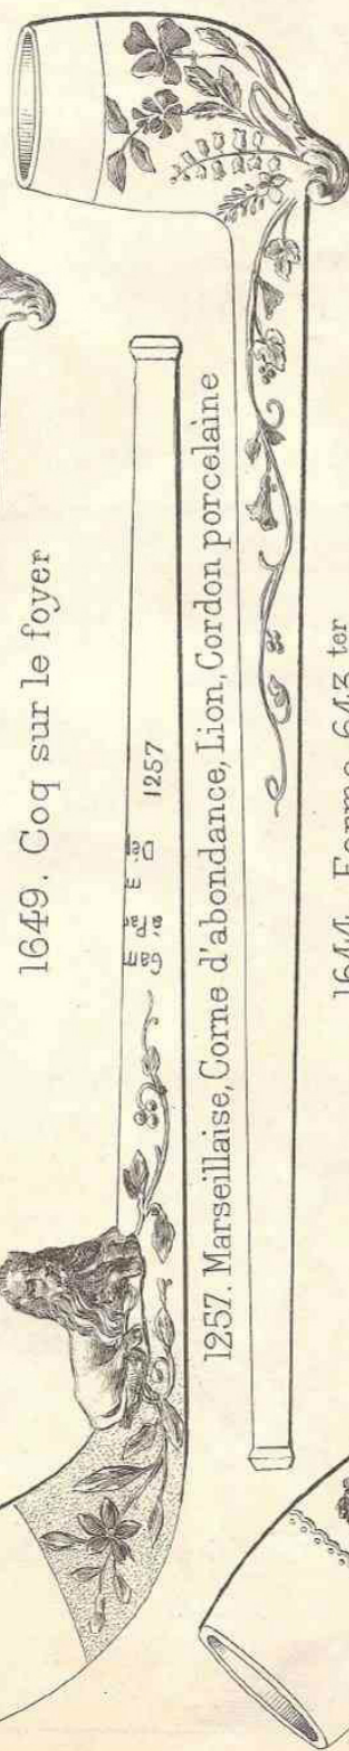 1649. Coq sur le foyer
1257
1257. Marseillaise, Corne d'abondance, Lion, Cordon porcelaine
1644. Forme 643 ter